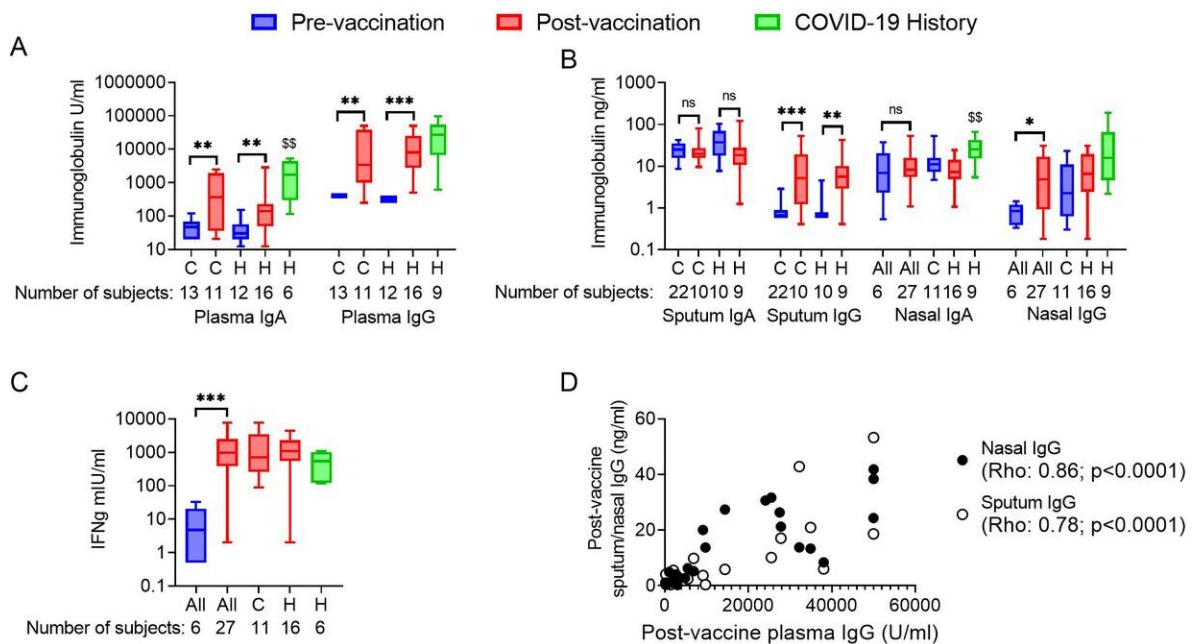 Pre-vaccination Post-vaccination COVID-19 History
A
Immunoglobulin U/ml
1000000
100000
10000
1000
100
10
** ** $$ ** ***
C C H H H C C H H H
Number of subjects: 13 11 12 16 6 13 11 12 16 9
Plasma IgA Plasma IgG
B
Immunoglobulin ng/ml
1000
100
10
1.0
0.1
ns ns *** ** ns $$ *
C C H H C C H H All All C H H All All C H H
Number of subjects: 22 10 10 9 22 10 10 9 6 27 11 16 9 6 27 11 16 9
Sputum IgA Sputum IgG Nasal IgA Nasal IgG
C
IFNg mIU/ml
10000
1000
100
10
1
0.1
***
All All C H H
Number of subjects: 6 27 11 16 6
D
Post-vaccine
sputum/nasal IgG (ng/ml)
60
40
20
0
0 20000 40000 60000
Post-vaccine plasma IgG (U/ml)
Nasal IgG
(Rho: 0.86; p<0.0001)
Sputum IgG
(Rho: 0.78; p<0.0001)